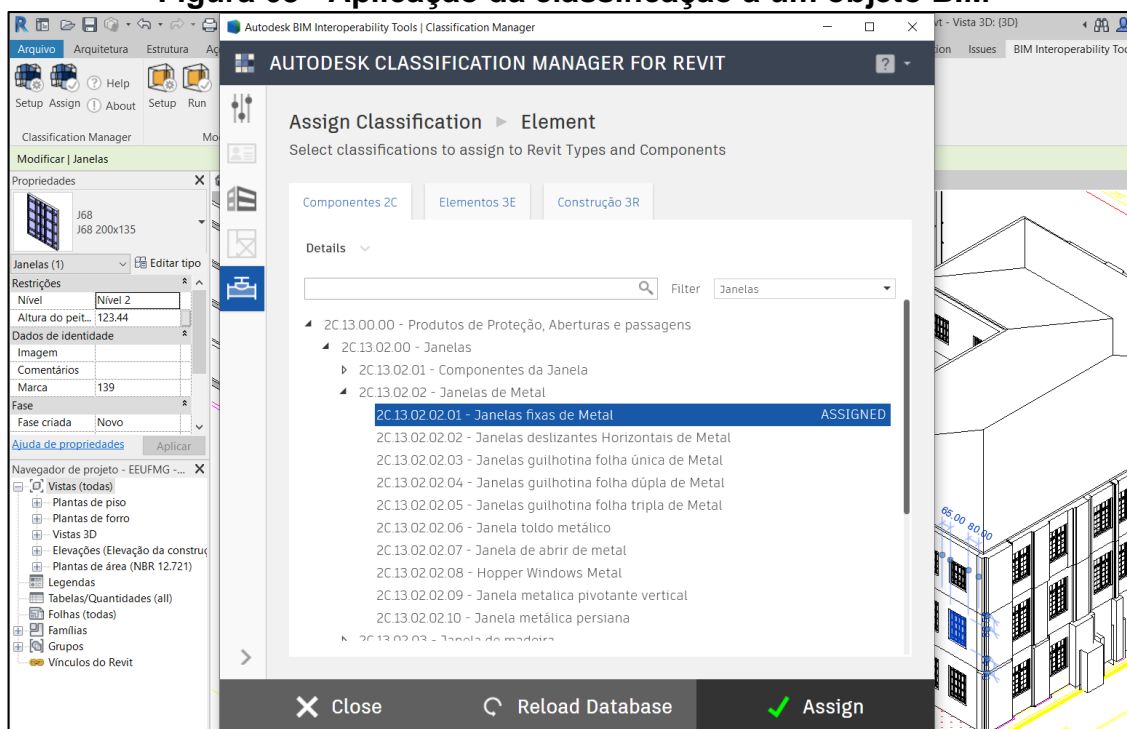 Autodesk BIM Interoperability Tools | Classification Manager
vt - Vista 3D: {3D}
Arquivo Arquitetura Estrutura
Issues BIM Interoperability
Help
Setup Assign About Setup Run
Classification Manager
Modificar | Janelas
Propriedades
J68
J68 200x135
Janelas (1) Editar tipo
Restrições
Nível Nível 2
Altura do peit... 123.44
Dados de identidade
Imagem
Comentários
Marca 139
Fase
Fase criada Novo
Ajuda de propriedades Aplicar
Navegador de projeto - EEUFMG -...
Vistas (todas)
Plantas de piso
Plantas de forro
Vistas 3D
Elevações (Elevação da construç
Plantas de área (NBR 12.721)
Legendas
Tabelas/Quantidades (all)
Folhas (todas)
Famílias
Grupos
Vínculos do Revit
AUTODESK CLASSIFICATION MANAGER FOR REVIT ?
Assign Classification ▶ Element
Select classifications to assign to Revit Types and Components
Componentes 2C Elementos 3E Construção 3R
Details
Filter Janelas
2C.13.00.00 - Produtos de Proteção, Aberturas e passagens
2C.13.02.00 - Janelas
2C.13.02.01 - Componentes da Janela
2C.13.02.02 - Janelas de Metal
2C.13.02.02.01 - Janelas fixas de Metal ASSIGNED
2C.13.02.02.02 - Janelas deslizantes Horizontais de Metal
2C.13.02.02.03 - Janelas guilhotina folha única de Metal
2C.13.02.02.04 - Janelas guilhotina folha dúpla de Metal
2C.13.02.02.05 - Janelas guilhotina folha tripla de Metal
2C.13.02.02.06 - Janela toldo metálico
2C.13.02.02.07 - Janela de abrir de metal
2C.13.02.02.08 - Hopper Windows Metal
2C.13.02.02.09 - Janela metalica pivotante vertical
2C.13.02.02.10 - Janela metálica persiana
2C.13.02.03 - Janela de madeira
Close Reload Database Assign
65.00 80.00